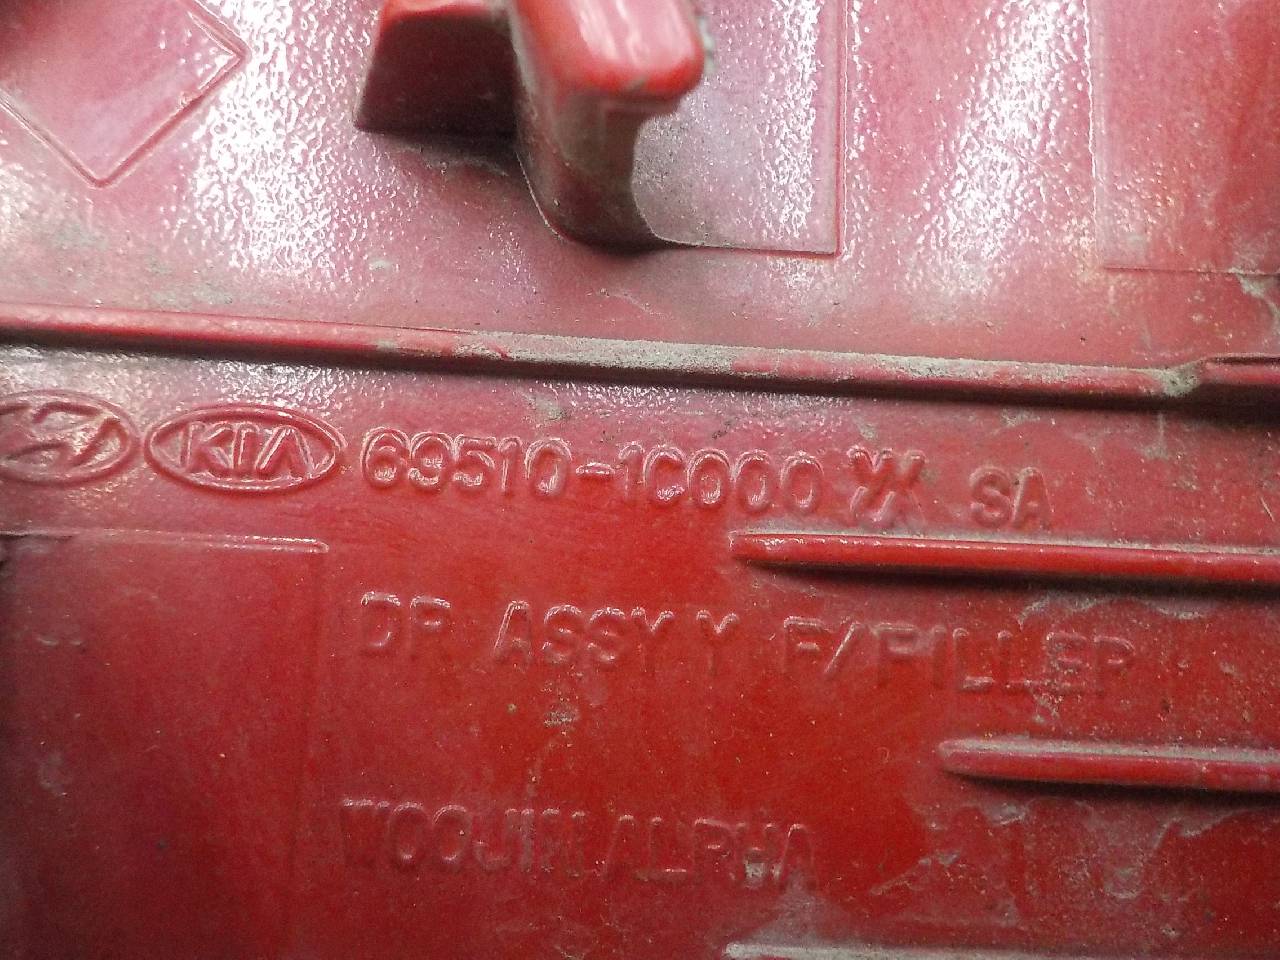 KIA 69510-1C000 SA
DR ASSY Y F/FILLER
WOOJIN ALPHA